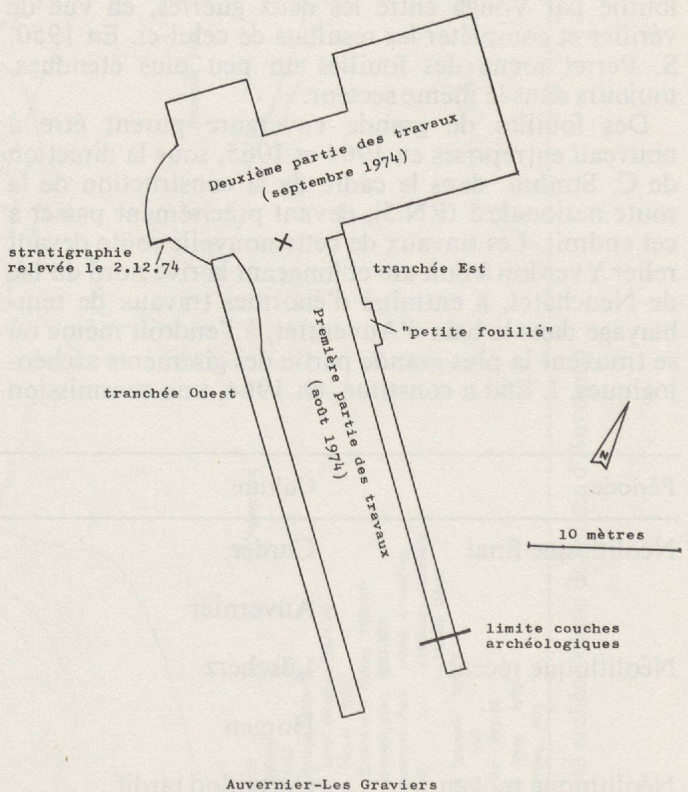 Deuxième partie des travaux
(septembre 1974)
stratigraphie
relevée le 2.12.74
tranchée Est
"petite fouille"
Première partie des travaux
(août 1974)
tranchée Ouest
N
10 mètres
limite couches
archéologiques
Auvernier-Les Graviers